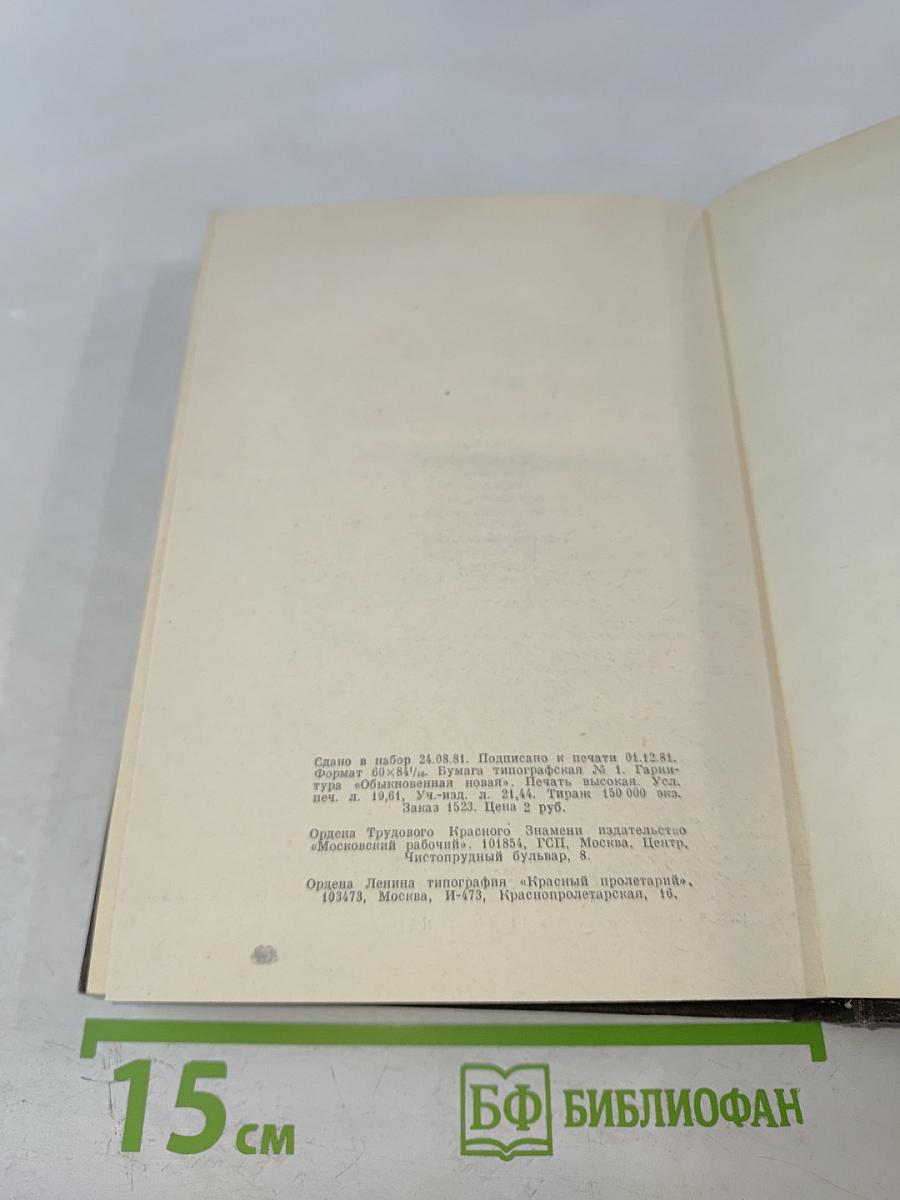 Сдано в набор 24.08.81. Подписано к печати 01.12.81.
Формат 60×84¹/₁₆. Бумага типографская № 1. Гарни-
тура «Обыкновенная новая». Печать высокая. Усл.
печ. л. 19,61, Уч.-изд. л. 21,44. Тираж 150 000 экз.
Заказ 1523. Цена 2 руб.
Ордена Трудового Красного Знамени издательство
«Московский рабочий». 101854, ГСП, Москва, Центр,
Чистопрудный бульвар, 8.
Ордена Ленина типография «Красный пролетарий».
103473, Москва, И-473, Краснопролетарская, 16.
15 см
БФ БИБЛИОФАН